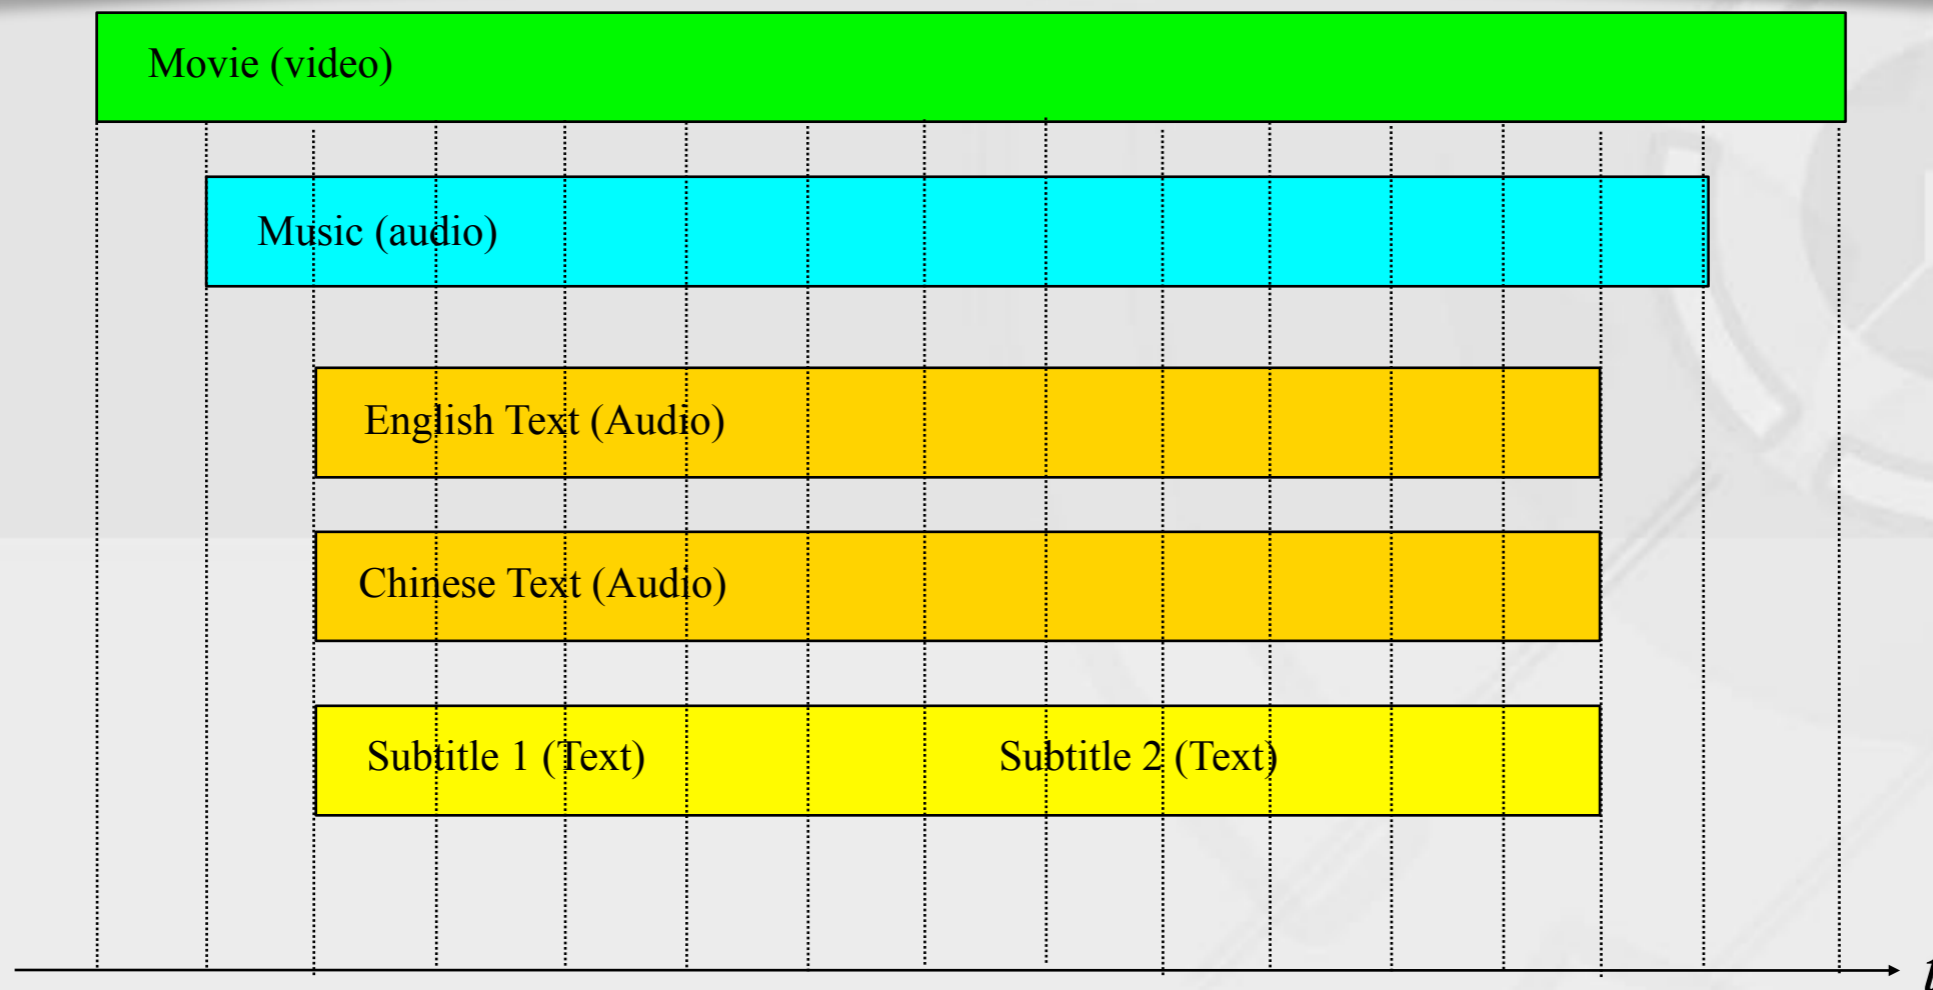 Movie (video)
Music (audio)
English Text (Audio)
Chinese Text (Audio)
Subtitle 1 (Text) Subtitle 2 (Text)
t